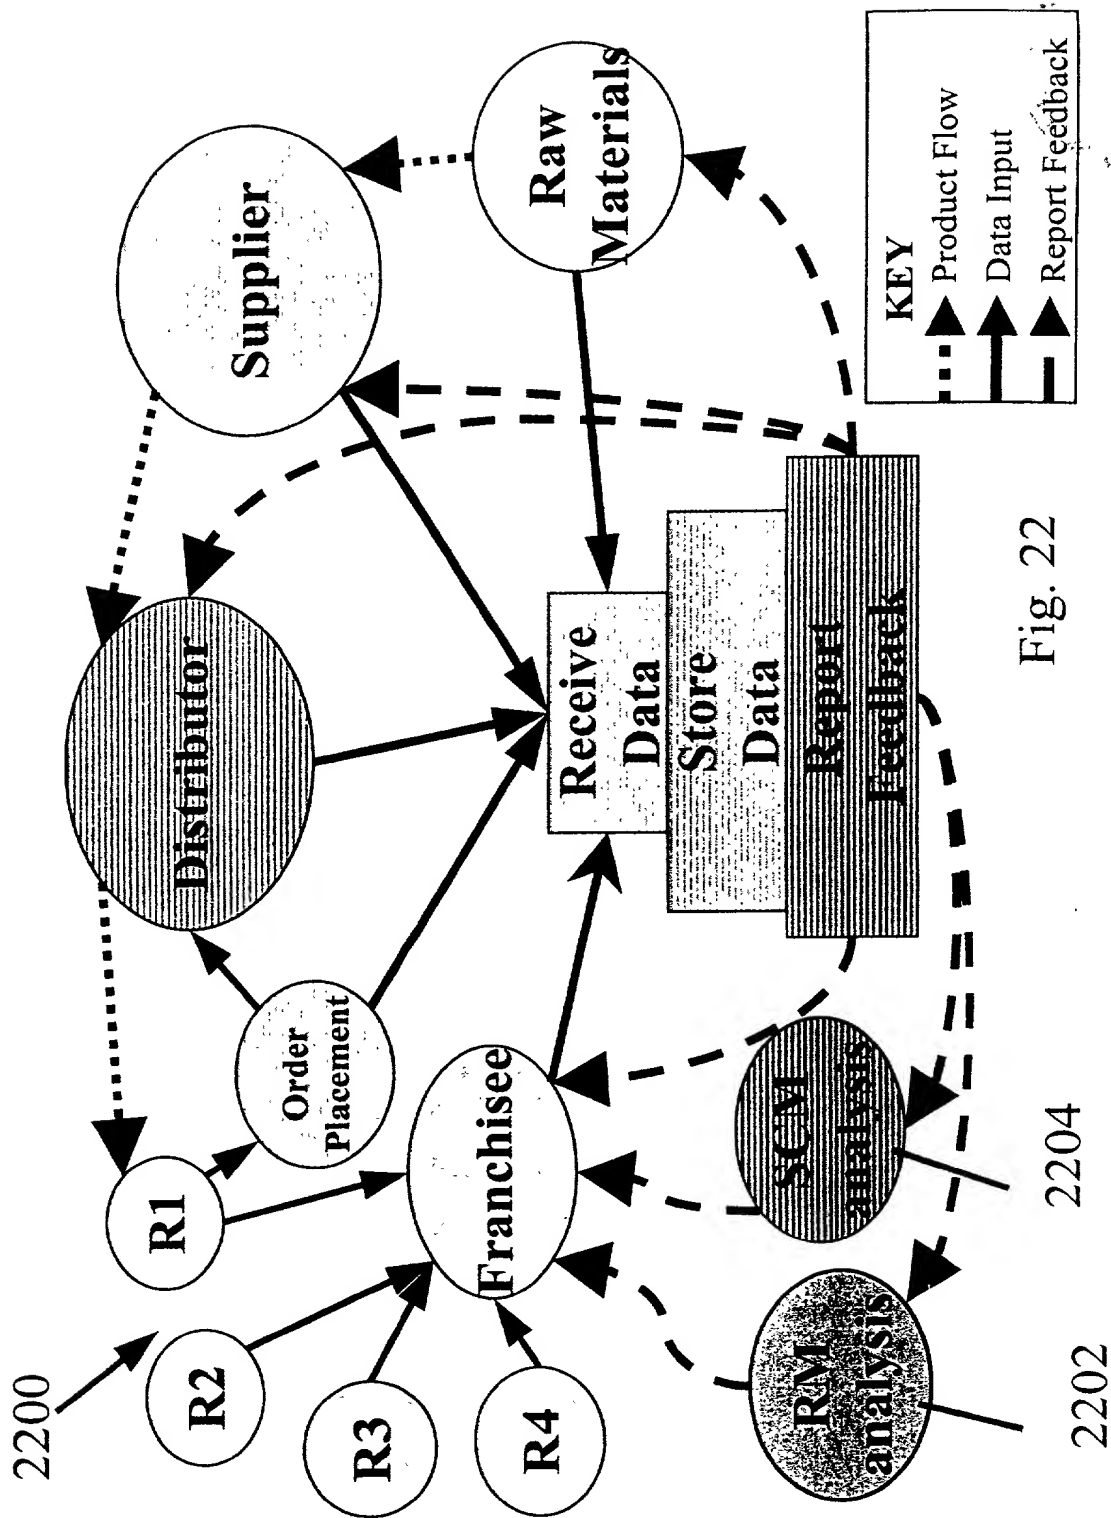 2200
R1
R2
R3
R4
Order
Placement
Distributor
Supplier
Raw
Materials
Franchisee
Receive
Data
Store
Data
Report
Feedback
RM
analysis
SCM
analysis
2202
2204
KEY
Product Flow
Data Input
Report Feedback
Fig. 22